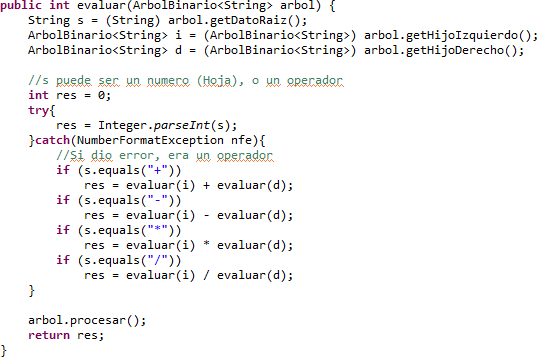 public int evaluar(ArbolBinario<String> arbol) {
    String s = (String) arbol.getDatoRaiz();
    ArbolBinario<String> i = (ArbolBinario<String>) arbol.getHijoIzquierdo();
    ArbolBinario<String> d = (ArbolBinario<String>) arbol.getHijoDerecho();

    //s puede ser un numero (Hoja), o un operador
    int res = 0;
    try{
        res = Integer.parseInt(s);
    }catch(NumberFormatException nfe){
        //Si dio error, era un operador
        if (s.equals("+"))
            res = evaluar(i) + evaluar(d);
        if (s.equals("-"))
            res = evaluar(i) - evaluar(d);
        if (s.equals("*"))
            res = evaluar(i) * evaluar(d);
        if (s.equals("/"))
            res = evaluar(i) / evaluar(d);
    }

    arbol.procesar();
    return res;
}